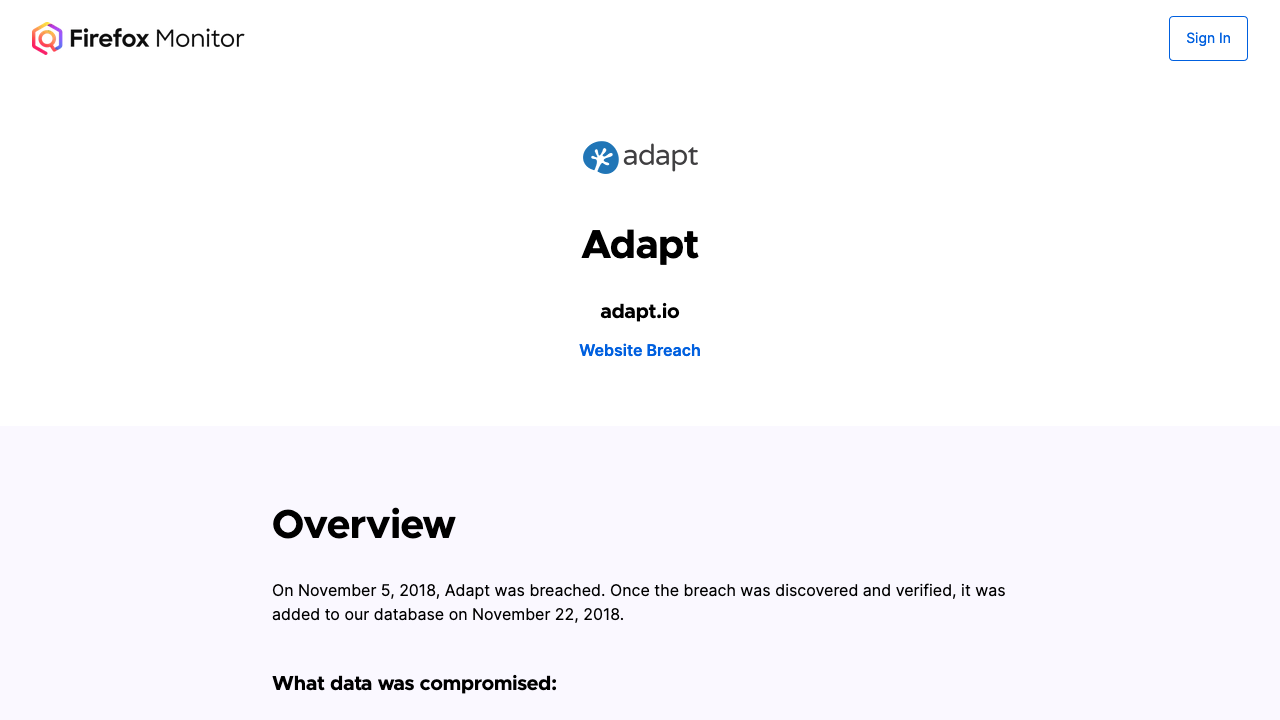 Firefox Monitor
Sign In
adapt
Adapt
adapt.io
Website Breach
Overview
On November 5, 2018, Adapt was breached. Once the breach was discovered and verified, it was
added to our database on November 22, 2018.
What data was compromised: